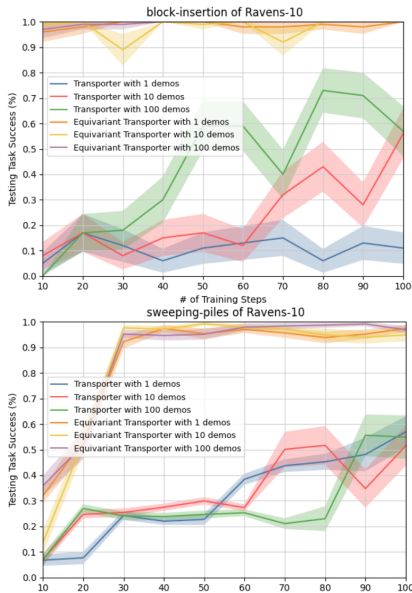 block-insertion of Ravens-10
1.0
0.9
0.8
0.7
0.6
0.5
0.4
0.3
0.2
0.1
0.0
Testing Task Success (%)
Transporter with 1 demos
Transporter with 10 demos
Transporter with 100 demos
Equivariant Transporter with 1 demos
Equivariant Transporter with 10 demos
Equivariant Transporter with 100 demos
10 20 30 40 50 60 70 80 90 100
# of Training Steps
sweeping-piles of Ravens-10
1.0
0.9
0.8
0.7
0.6
0.5
0.4
0.3
0.2
0.1
0.0
Testing Task Success (%)
Transporter with 1 demos
Transporter with 10 demos
Transporter with 100 demos
Equivariant Transporter with 1 demos
Equivariant Transporter with 10 demos
Equivariant Transporter with 100 demos
10 20 30 40 50 60 70 80 90 100